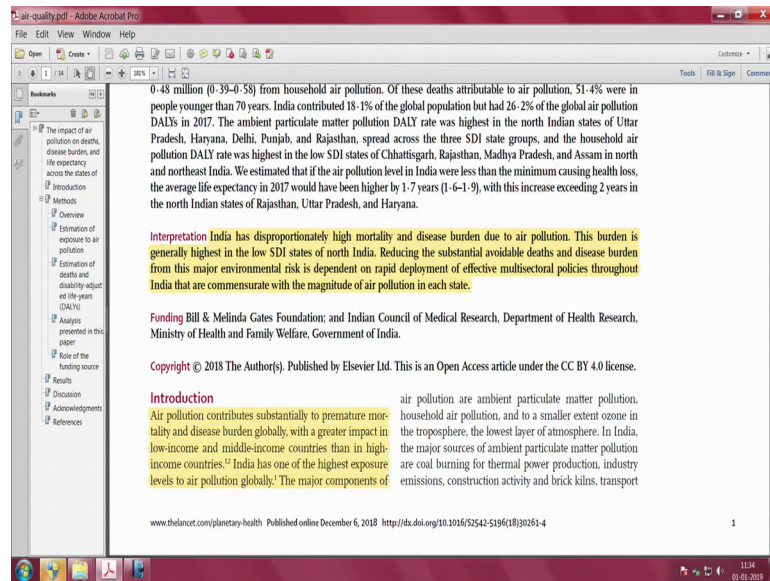 air-quality.pdf - Adobe Acrobat Pro
File Edit View Window Help
Open Create Customize
1 / 14 181% Tools Fill & Sign Comment
Bookmarks
The impact of air
pollution on deaths,
disease burden, and
life expectancy
across the states of
Introduction
Methods
Overview
Estimation of
exposure to air
pollution
Estimation of
deaths and
disability-adjust
ed life-years
(DALYs)
Analysis
presented in this
paper
Role of the
funding source
Results
Discussion
Acknowledgments
References
0·48 million (0·39–0·58) from household air pollution. Of these deaths attributable to air pollution, 51·4% were in
people younger than 70 years. India contributed 18·1% of the global population but had 26·2% of the global air pollution
DALYs in 2017. The ambient particulate matter pollution DALY rate was highest in the north Indian states of Uttar
Pradesh, Haryana, Delhi, Punjab, and Rajasthan, spread across the three SDI state groups, and the household air
pollution DALY rate was highest in the low SDI states of Chhattisgarh, Rajasthan, Madhya Pradesh, and Assam in north
and northeast India. We estimated that if the air pollution level in India were less than the minimum causing health loss,
the average life expectancy in 2017 would have been higher by 1·7 years (1·6–1·9), with this increase exceeding 2 years in
the north Indian states of Rajasthan, Uttar Pradesh, and Haryana.
Interpretation India has disproportionately high mortality and disease burden due to air pollution. This burden is
generally highest in the low SDI states of north India. Reducing the substantial avoidable deaths and disease burden
from this major environmental risk is dependent on rapid deployment of effective multisectoral policies throughout
India that are commensurate with the magnitude of air pollution in each state.
Funding Bill & Melinda Gates Foundation; and Indian Council of Medical Research, Department of Health Research,
Ministry of Health and Family Welfare, Government of India.
Copyright © 2018 The Author(s). Published by Elsevier Ltd. This is an Open Access article under the CC BY 4.0 license.
Introduction
Air pollution contributes substantially to premature mor-
tality and disease burden globally, with a greater impact in
low-income and middle-income countries than in high-
income countries.1,2 India has one of the highest exposure
levels to air pollution globally.1 The major components of
air pollution are ambient particulate matter pollution,
household air pollution, and to a smaller extent ozone in
the troposphere, the lowest layer of atmosphere. In India,
the major sources of ambient particulate matter pollution
are coal burning for thermal power production, industry
emissions, construction activity and brick kilns, transport
www.thelancet.com/planetary-health Published online December 6, 2018 http://dx.doi.org/10.1016/S2542-5196(18)30261-4 1
11:34
01-01-2019